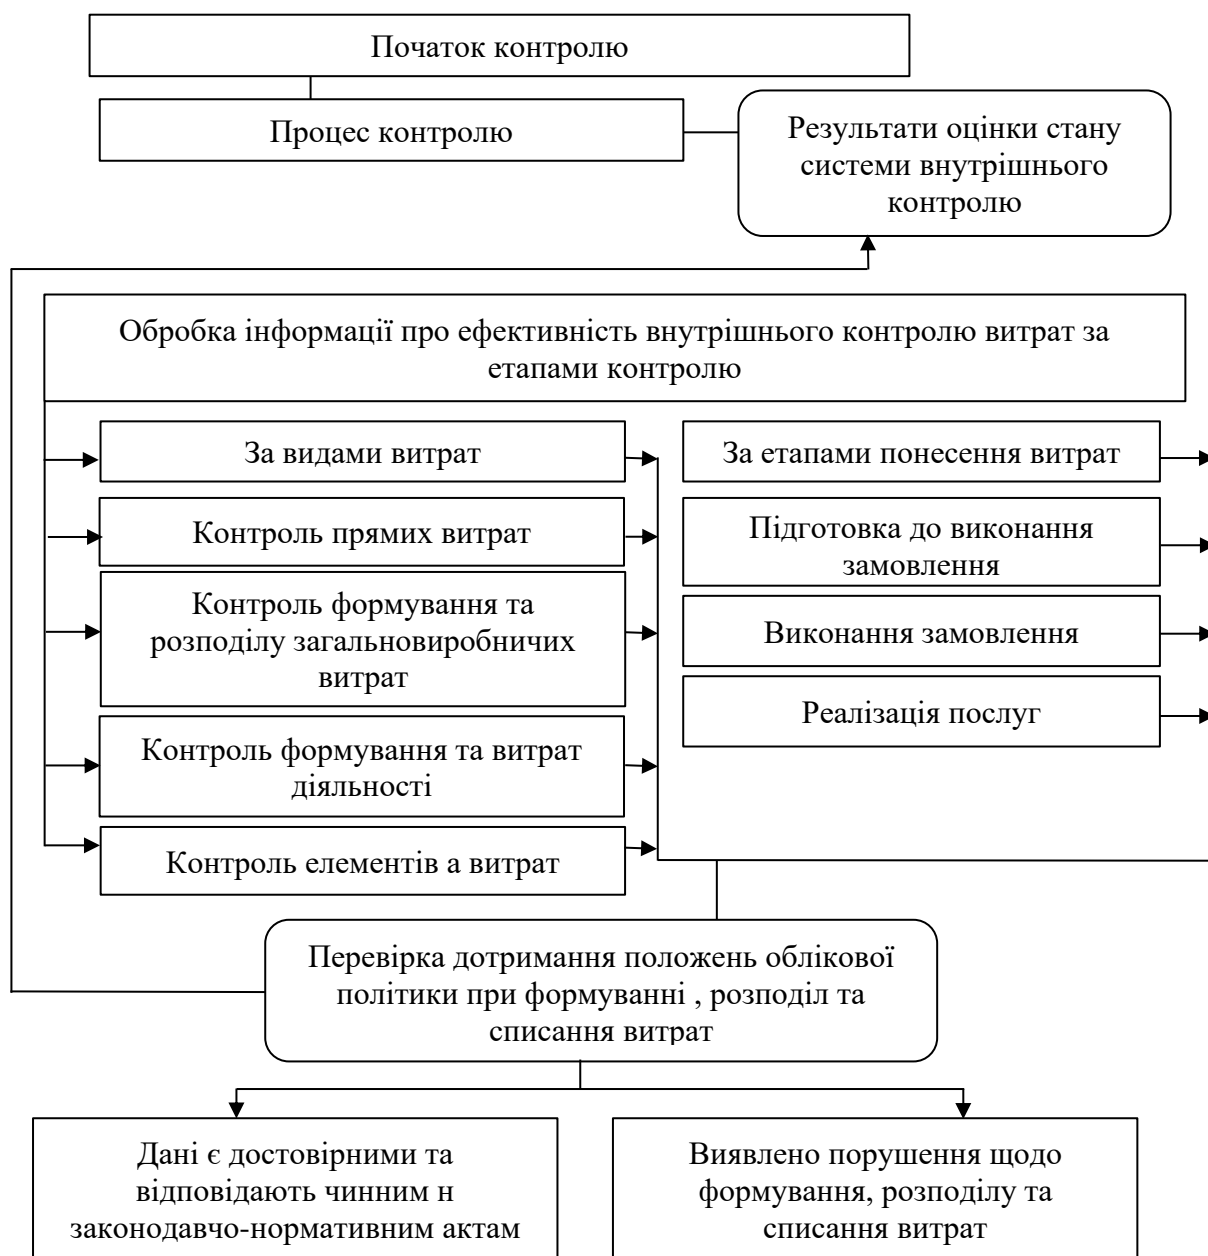 Початок контролю
Процес контролю
Результати оцінки стану
системи внутрішнього
контролю
Обробка інформації про ефективність внутрішнього контролю витрат за
етапами контролю
За видами витрат
Контроль прямих витрат
Контроль формування та
розподілу загальновиробничих
витрат
Контроль формування та витрат
діяльності
Контроль елементів а витрат
За етапами понесення витрат
Підготовка до виконання
замовлення
Виконання замовлення
Реалізація послуг
Перевірка дотримання положень облікової
політики при формуванні , розподіл та
списання витрат
Дані є достовірними та
відповідають чинним н
законодавчо-нормативним актам
Виявлено порушення щодо
формування, розподілу та
списання витрат